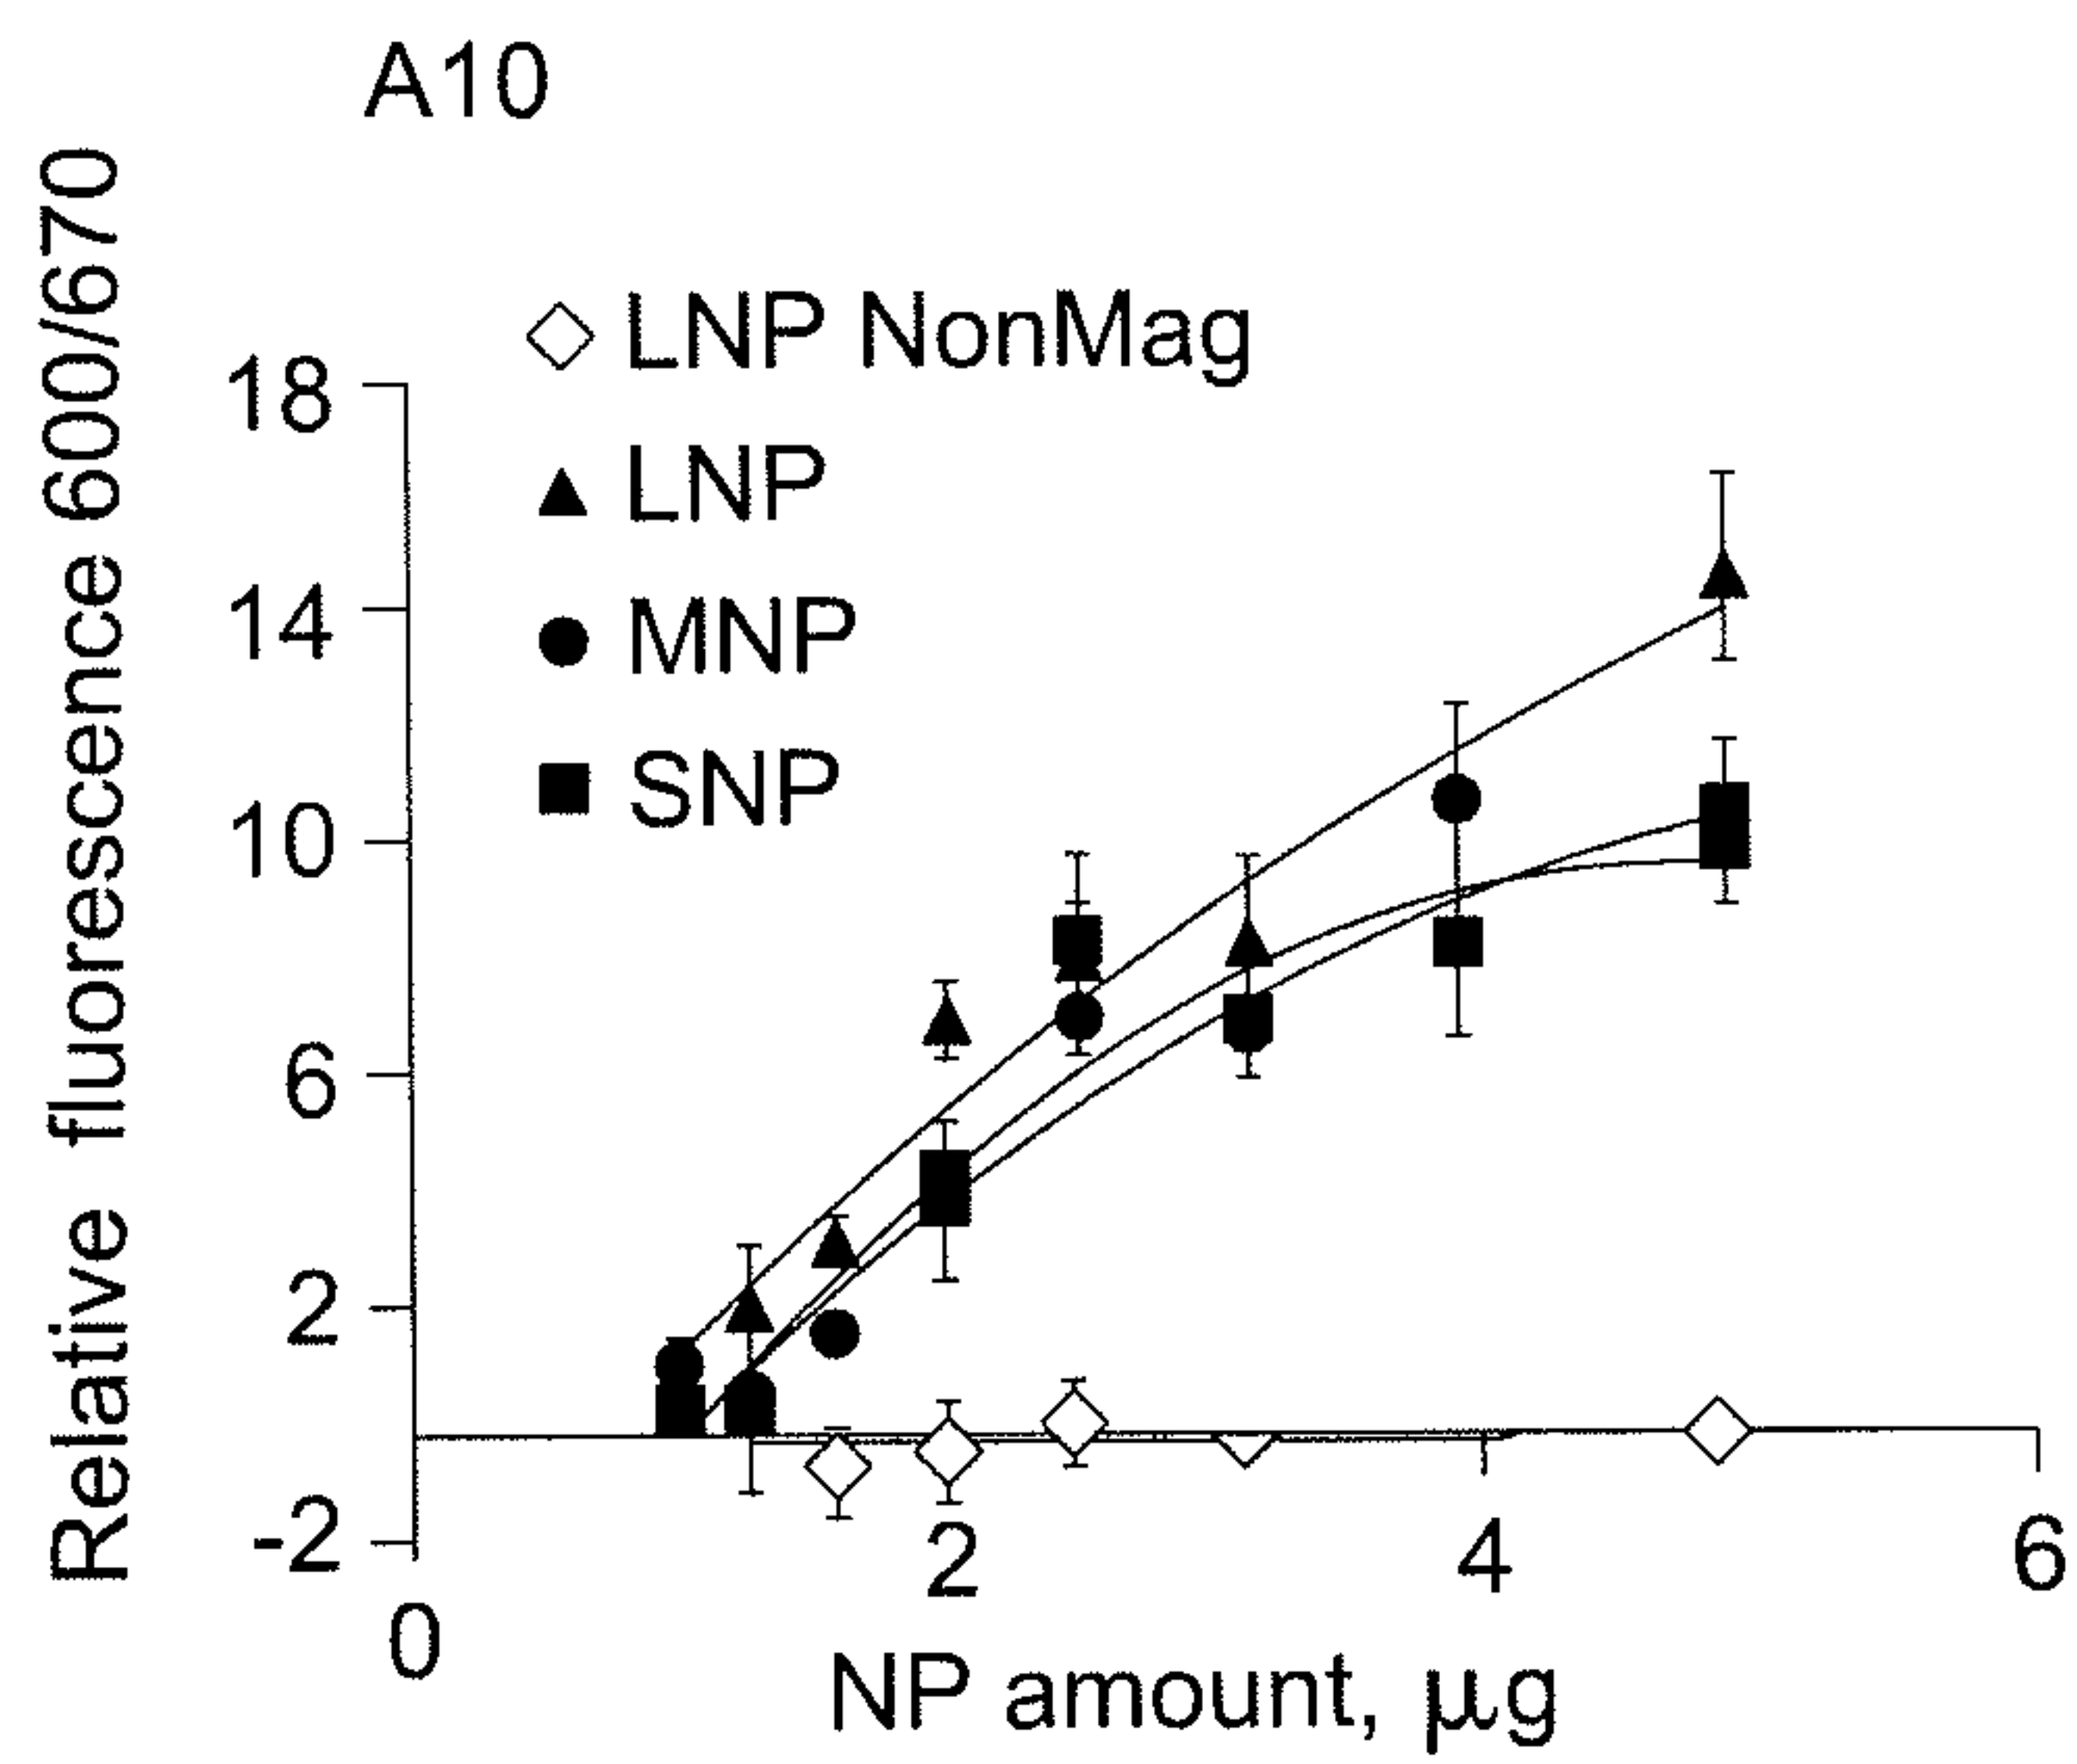 A10
Relative fluorescence 600/670
LNP NonMag
LNP
MNP
SNP
18
14
10
6
2
-2
0
2
4
6
NP amount, µg